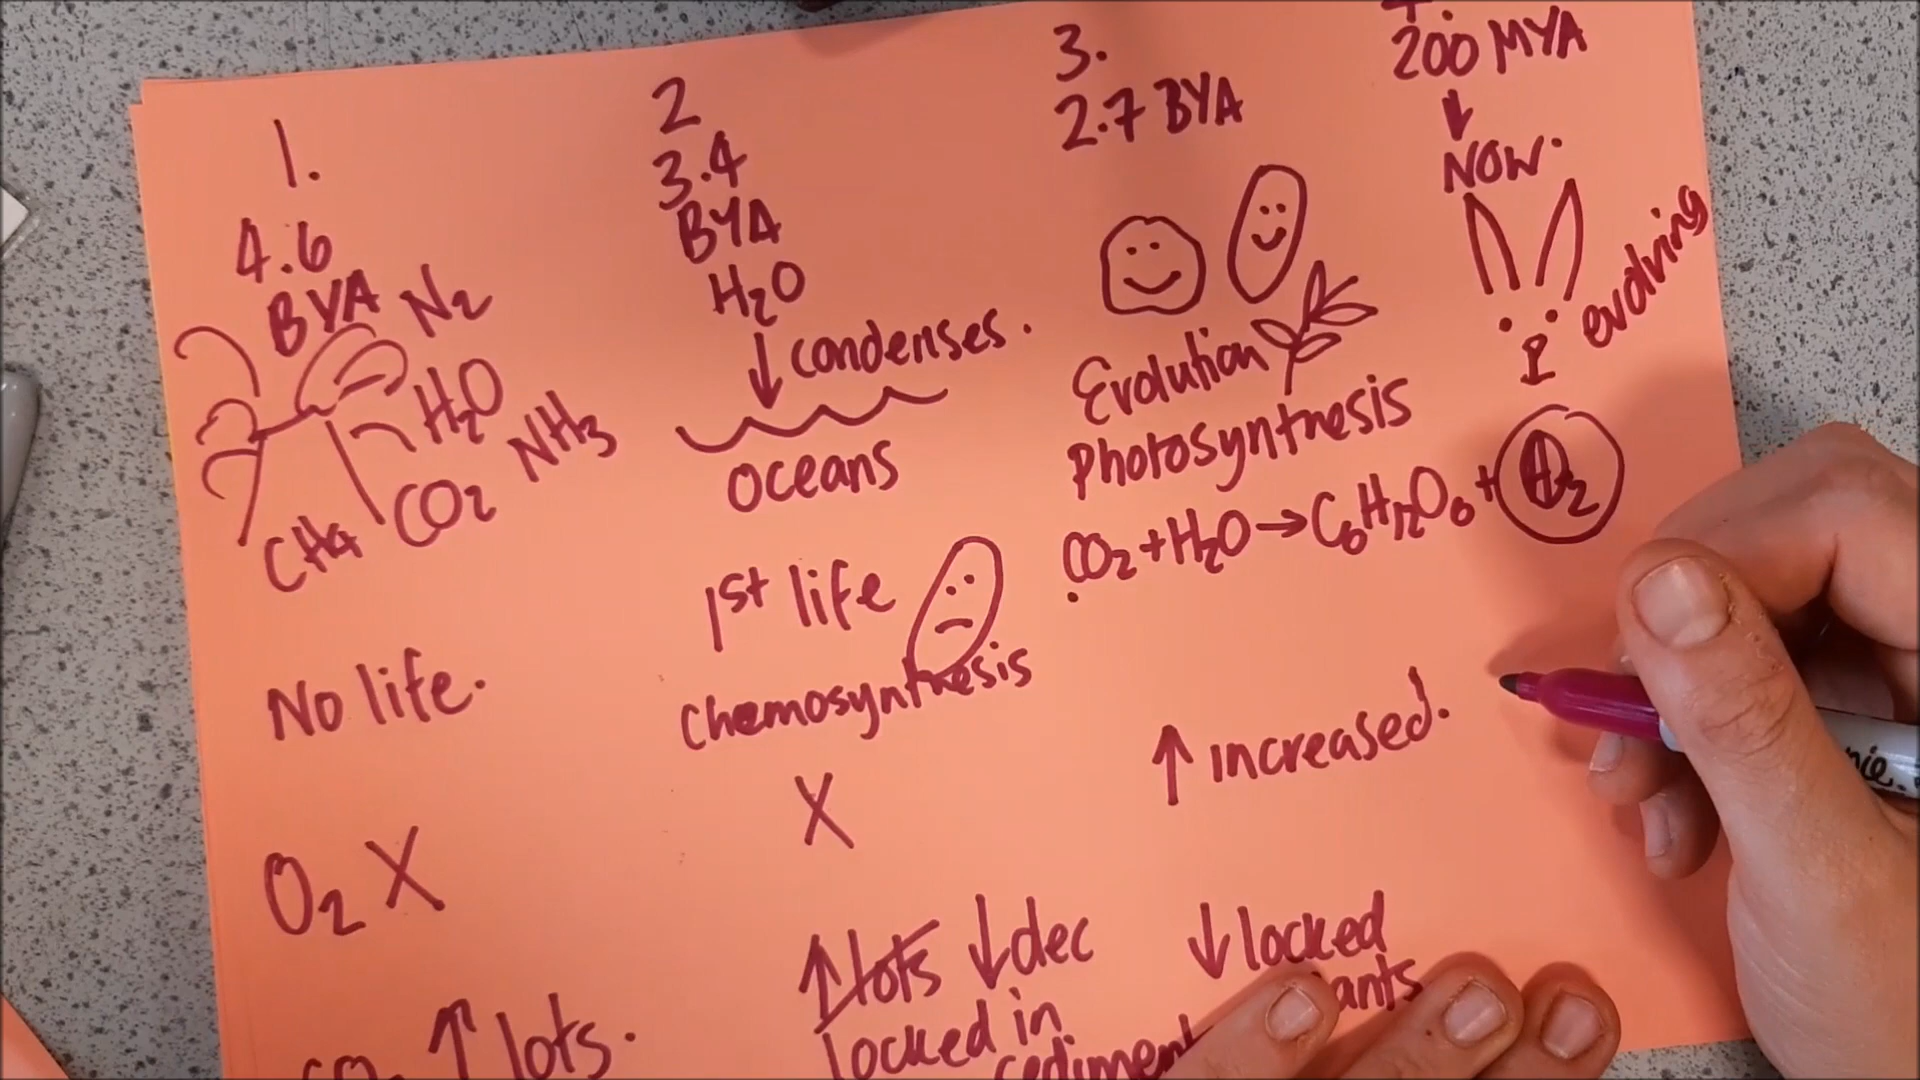 1.
4.6
BYA
N2
H2O
NH3
CO2
CH4
No life.
O2 X
CO2 ↑ lots.
2
3.4
BYA
H2O
↓ condenses.
Oceans
1st life
Chemosynthesis
X
↑ lots ↓ dec
locked in
sediment
3.
2.7 BYA
Evolution
Photosynthesis
CO2 + H2O → C6H12O6 + O2
↑ increased.
↓ locked
200 MYA
↓
NOW.
evolving